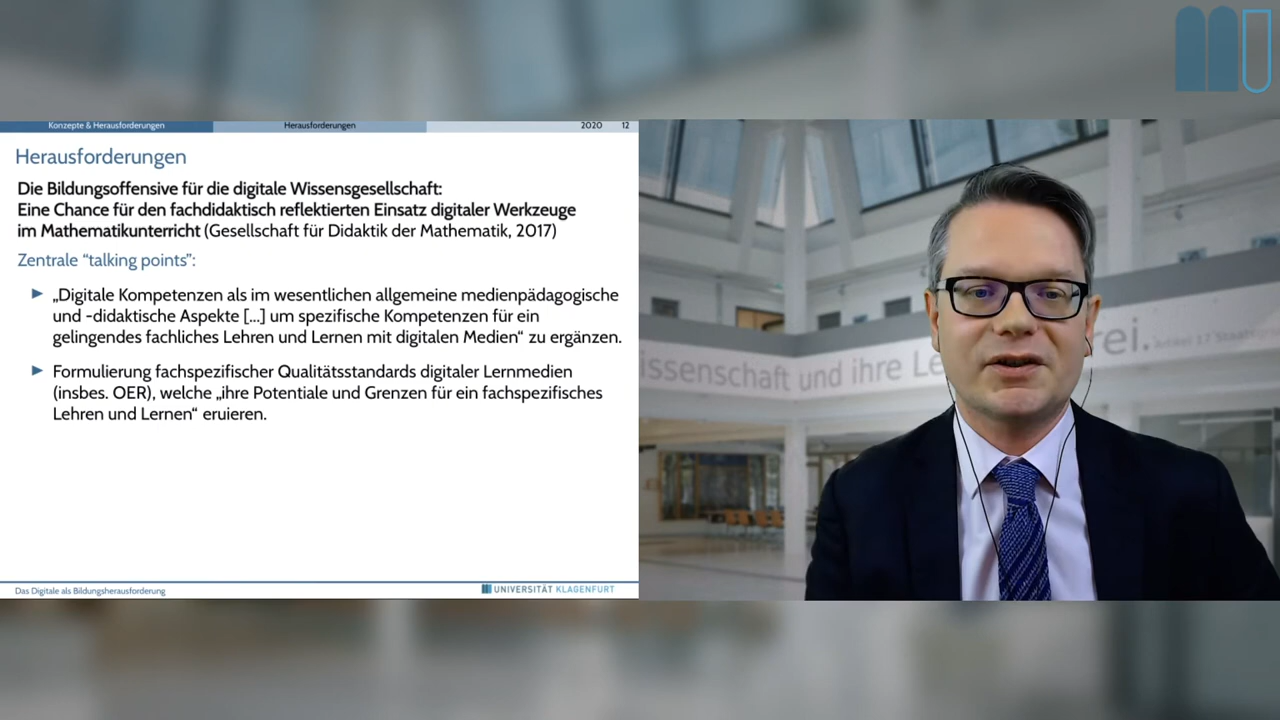 Konzepte & Herausforderungen Herausforderungen 2020 12
Herausforderungen
Die Bildungsoffensive für die digitale Wissensgesellschaft:
Eine Chance für den fachdidaktisch reflektierten Einsatz digitaler Werkzeuge
im Mathematikunterricht (Gesellschaft für Didaktik der Mathematik, 2017)
Zentrale “talking points”:
„Digitale Kompetenzen als im wesentlichen allgemeine medienpädagogische
und -didaktische Aspekte [...] um spezifische Kompetenzen für ein
gelingendes fachliches Lehren und Lernen mit digitalen Medien“ zu ergänzen.
Formulierung fachspezifischer Qualitätsstandards digitaler Lernmedien
(insbes. OER), welche „ihre Potentiale und Grenzen für ein fachspezifisches
Lehren und Lernen“ eruieren.
Das Digitale als Bildungsherausforderung
UNIVERSITÄT KLAGENFURT
issenschaft und ihre Le rei. Artikel 17 Staats